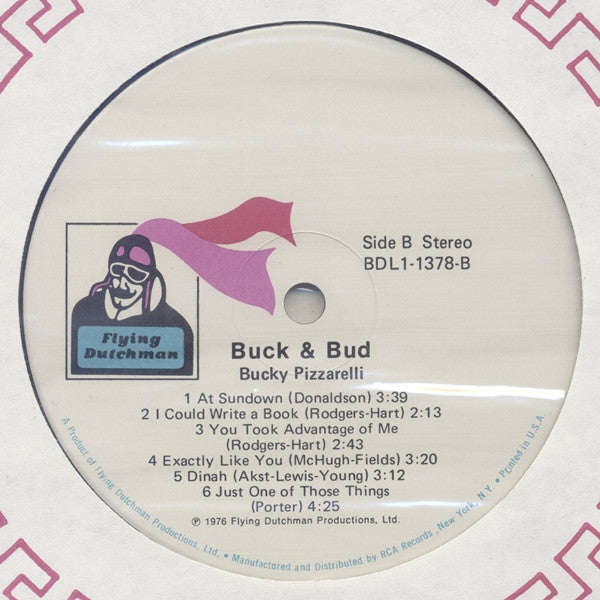 Side B Stereo
BDL1-1378-B
Flying
Dutchman
Buck & Bud
Bucky Pizzarelli
1 At Sundown (Donaldson) 3:39
2 I Could Write a Book (Rodgers-Hart) 2:13
3 You Took Advantage of Me
(Rodgers-Hart) 2:43
4 Exactly Like You (McHugh-Fields) 3:20
5 Dinah (Akst-Lewis-Young) 3:12
6 Just One of Those Things
(Porter) 4:25
℗ 1976 Flying Dutchman Productions, Ltd.
A Product of Flying Dutchman Productions, Ltd. • Manufactured and Distributed by RCA Records, New York, N.Y. • Printed in U.S.A